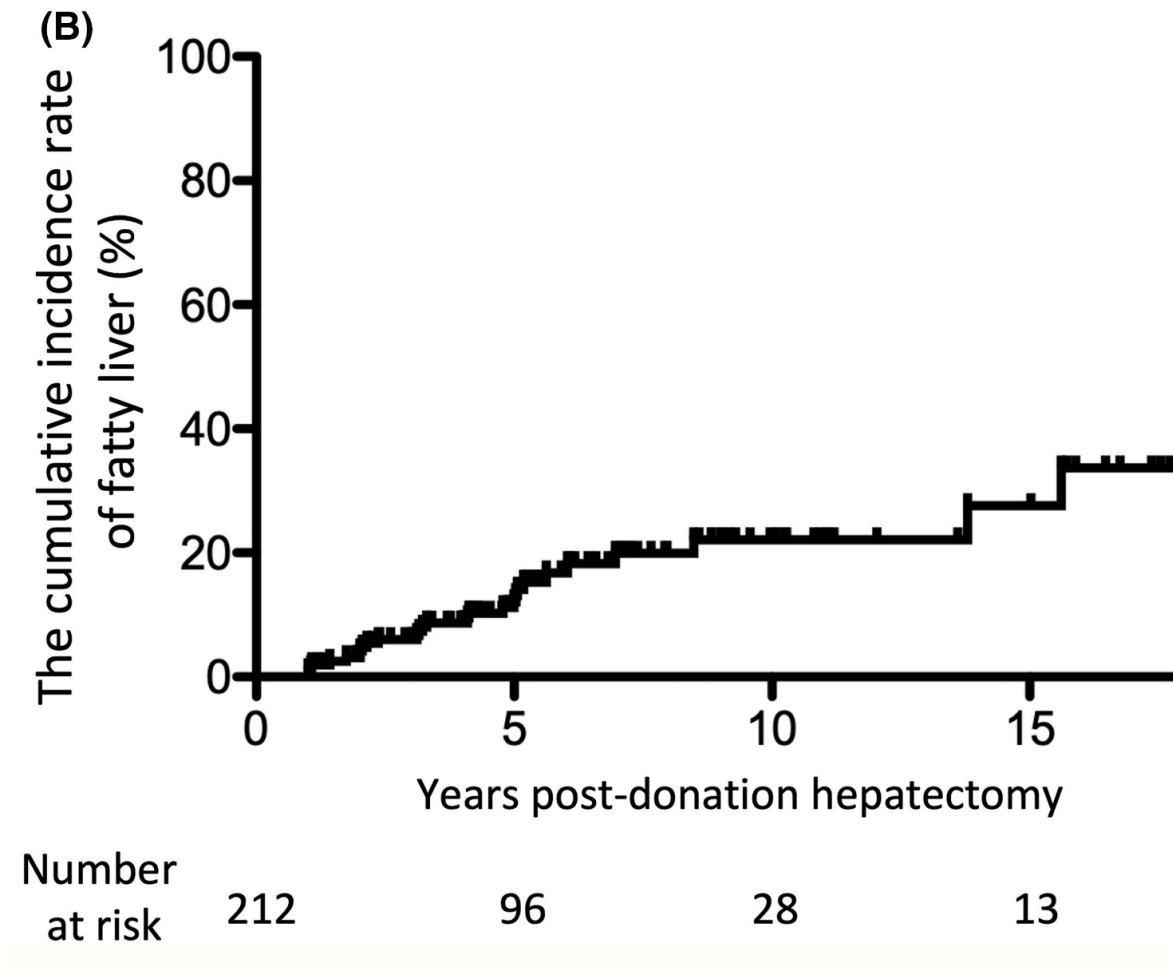 (B)
The cumulative incidence rate
of fatty liver (%)
100
80
60
40
20
0
0 5 10 15
Years post-donation hepatectomy
Number
at risk
212 96 28 13